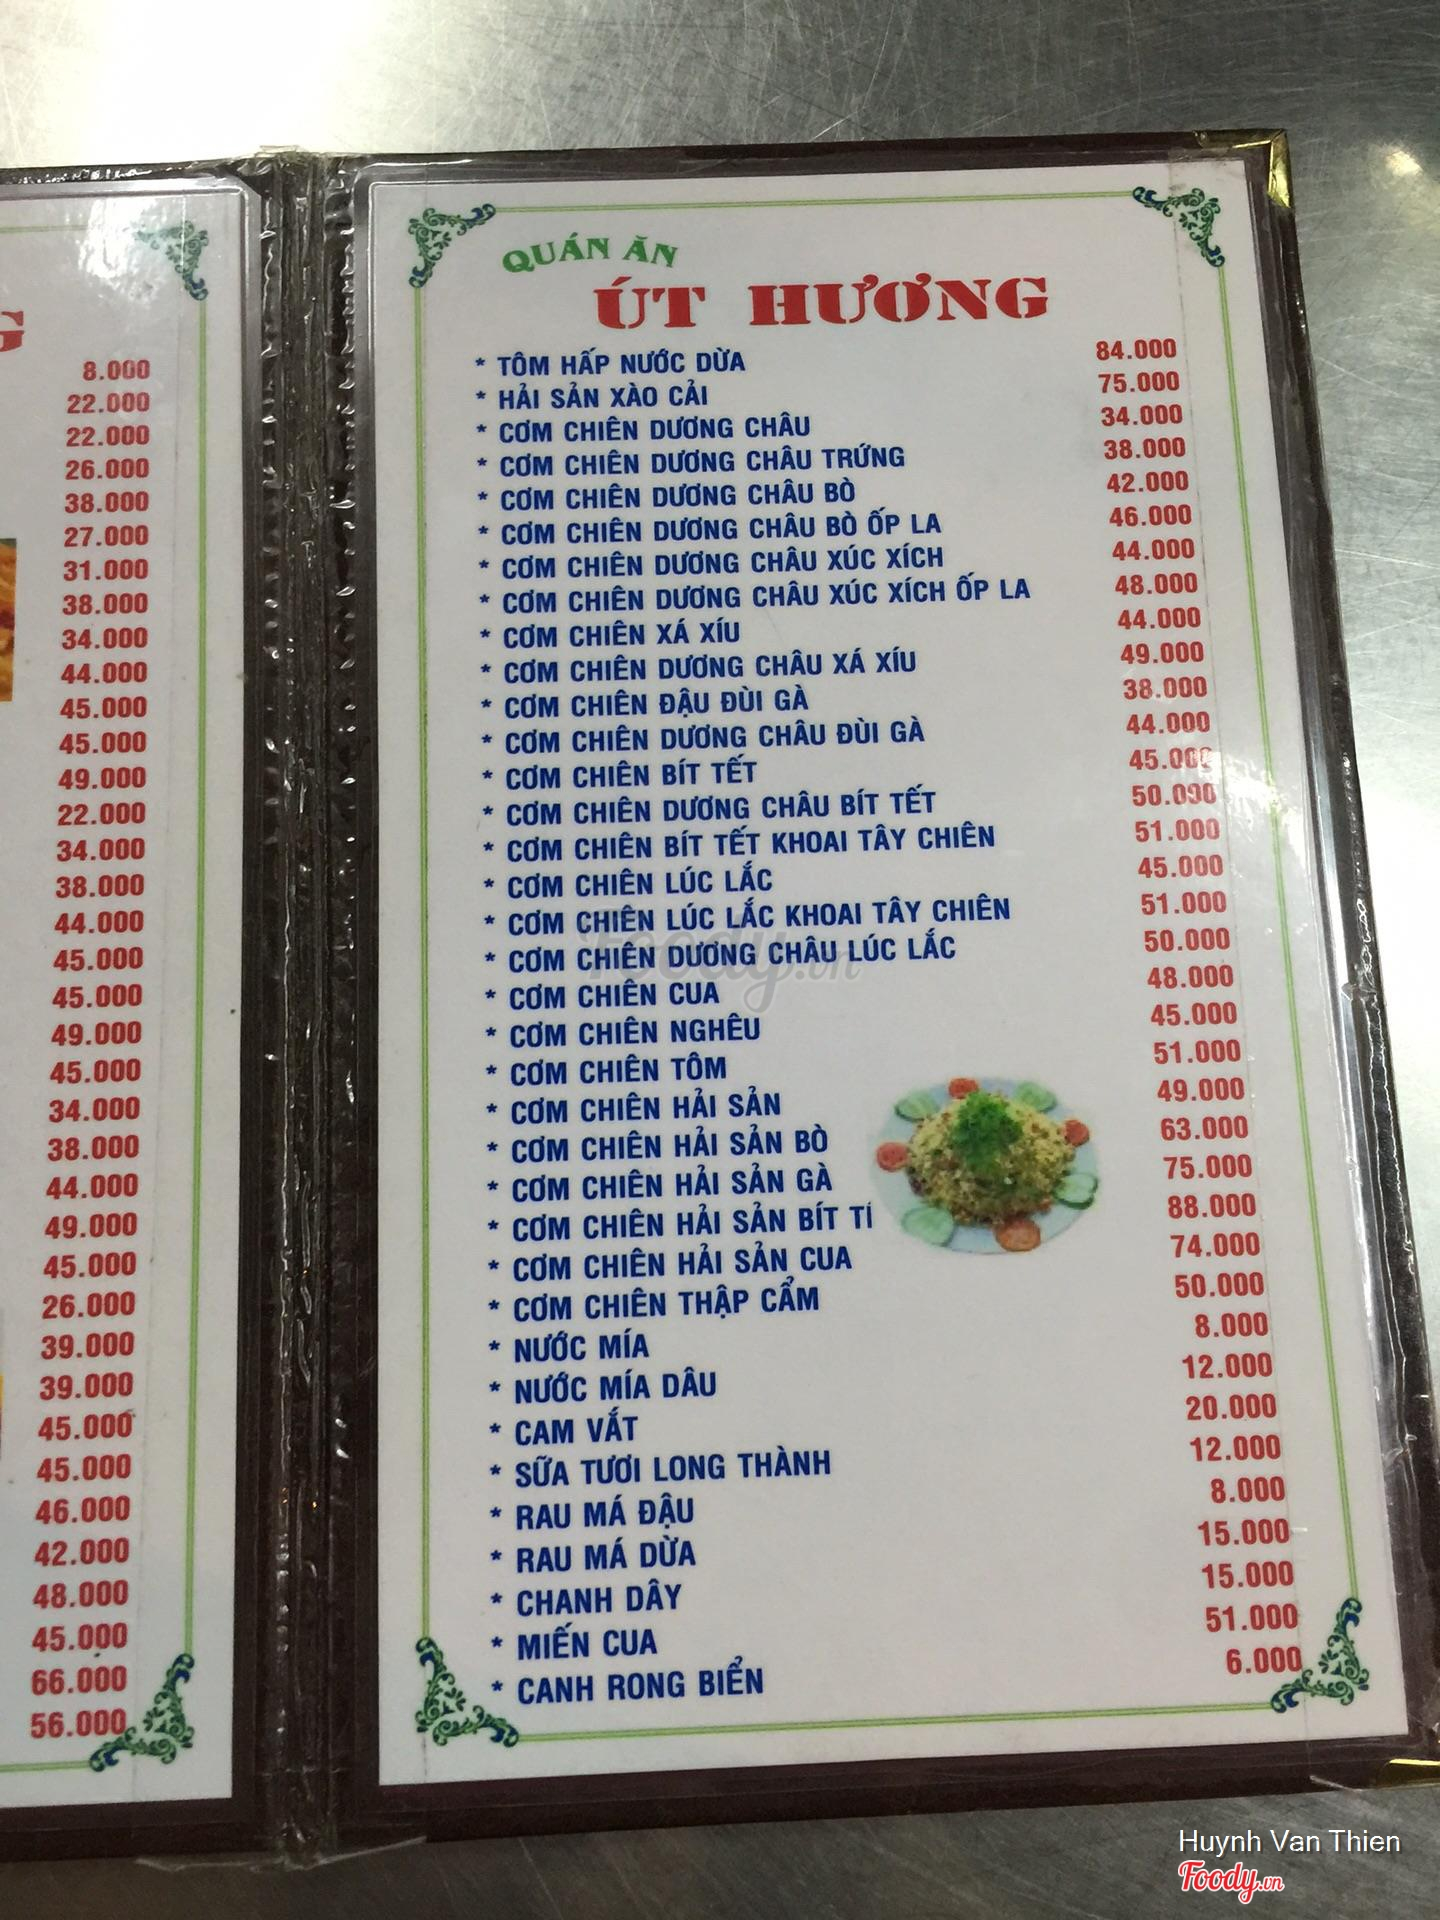 G
8.000
22.000
22.000
26.000
38.000
27.000
31.000
38.000
34.000
44.000
45.000
45.000
49.000
22.000
34.000
38.000
44.000
45.000
45.000
49.000
45.000
34.000
38.000
44.000
49.000
45.000
26.000
39.000
39.000
45.000
45.000
46.000
42.000
48.000
45.000
66.000
56.000
QUÁN ĂN
ÚT HƯƠNG
* TÔM HẤP NƯỚC DỪA 84.000
* HẢI SẢN XÀO CẢI 75.000
* CƠM CHIÊN DƯƠNG CHÂU 34.000
* CƠM CHIÊN DƯƠNG CHÂU TRỨNG 38.000
* CƠM CHIÊN DƯƠNG CHÂU BÒ 42.000
* CƠM CHIÊN DƯƠNG CHÂU BÒ ỐP LA 46.000
* CƠM CHIÊN DƯƠNG CHÂU XÚC XÍCH 44.000
* CƠM CHIÊN DƯƠNG CHÂU XÚC XÍCH ỐP LA 48.000
* CƠM CHIÊN XÁ XÍU 44.000
* CƠM CHIÊN DƯƠNG CHÂU XÁ XÍU 49.000
* CƠM CHIÊN ĐẬU ĐÙI GÀ 38.000
* CƠM CHIÊN DƯƠNG CHÂU ĐÙI GÀ 44.000
* CƠM CHIÊN BÍT TẾT 45.000
* CƠM CHIÊN DƯƠNG CHÂU BÍT TẾT 50.000
* CƠM CHIÊN BÍT TẾT KHOAI TÂY CHIÊN 51.000
* CƠM CHIÊN LÚC LẮC 45.000
* CƠM CHIÊN LÚC LẮC KHOAI TÂY CHIÊN 51.000
* CƠM CHIÊN DƯƠNG CHÂU LÚC LẮC 50.000
* CƠM CHIÊN CUA 48.000
* CƠM CHIÊN NGHÊU 45.000
* CƠM CHIÊN TÔM 51.000
* CƠM CHIÊN HẢI SẢN 49.000
* CƠM CHIÊN HẢI SẢN BÒ 63.000
* CƠM CHIÊN HẢI SẢN GÀ 75.000
* CƠM CHIÊN HẢI SẢN BÍT TÍ 88.000
* CƠM CHIÊN HẢI SẢN CUA 74.000
* CƠM CHIÊN THẬP CẨM 50.000
* NƯỚC MÍA 8.000
* NƯỚC MÍA DÂU 12.000
* CAM VẮT 20.000
* SỮA TƯƠI LONG THÀNH 12.000
* RAU MÁ ĐẬU 8.000
* RAU MÁ DỪA 15.000
* CHANH DÂY 15.000
* MIẾN CUA 51.000
* CANH RONG BIỂN 6.000
Foody.vn
Huynh Van Thien
Foody.vn